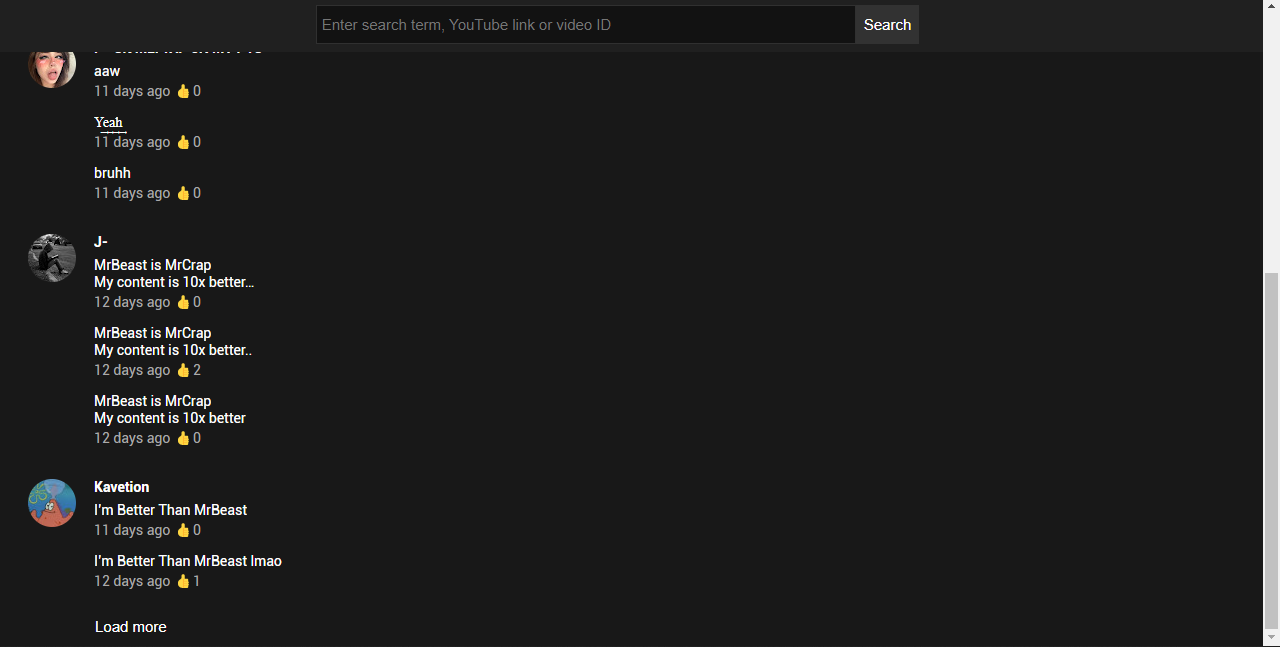 Enter search term, YouTube link or video ID
Search
aaw
11 days ago 👍 0
Yeah
11 days ago 👍 0
bruhh
11 days ago 👍 0
J-
MrBeast is MrCrap
My content is 10x better...
12 days ago 👍 0
MrBeast is MrCrap
My content is 10x better..
12 days ago 👍 2
MrBeast is MrCrap
My content is 10x better
12 days ago 👍 0
Kavetion
I'm Better Than MrBeast
11 days ago 👍 0
I'm Better Than MrBeast lmao
12 days ago 👍 1
Load more